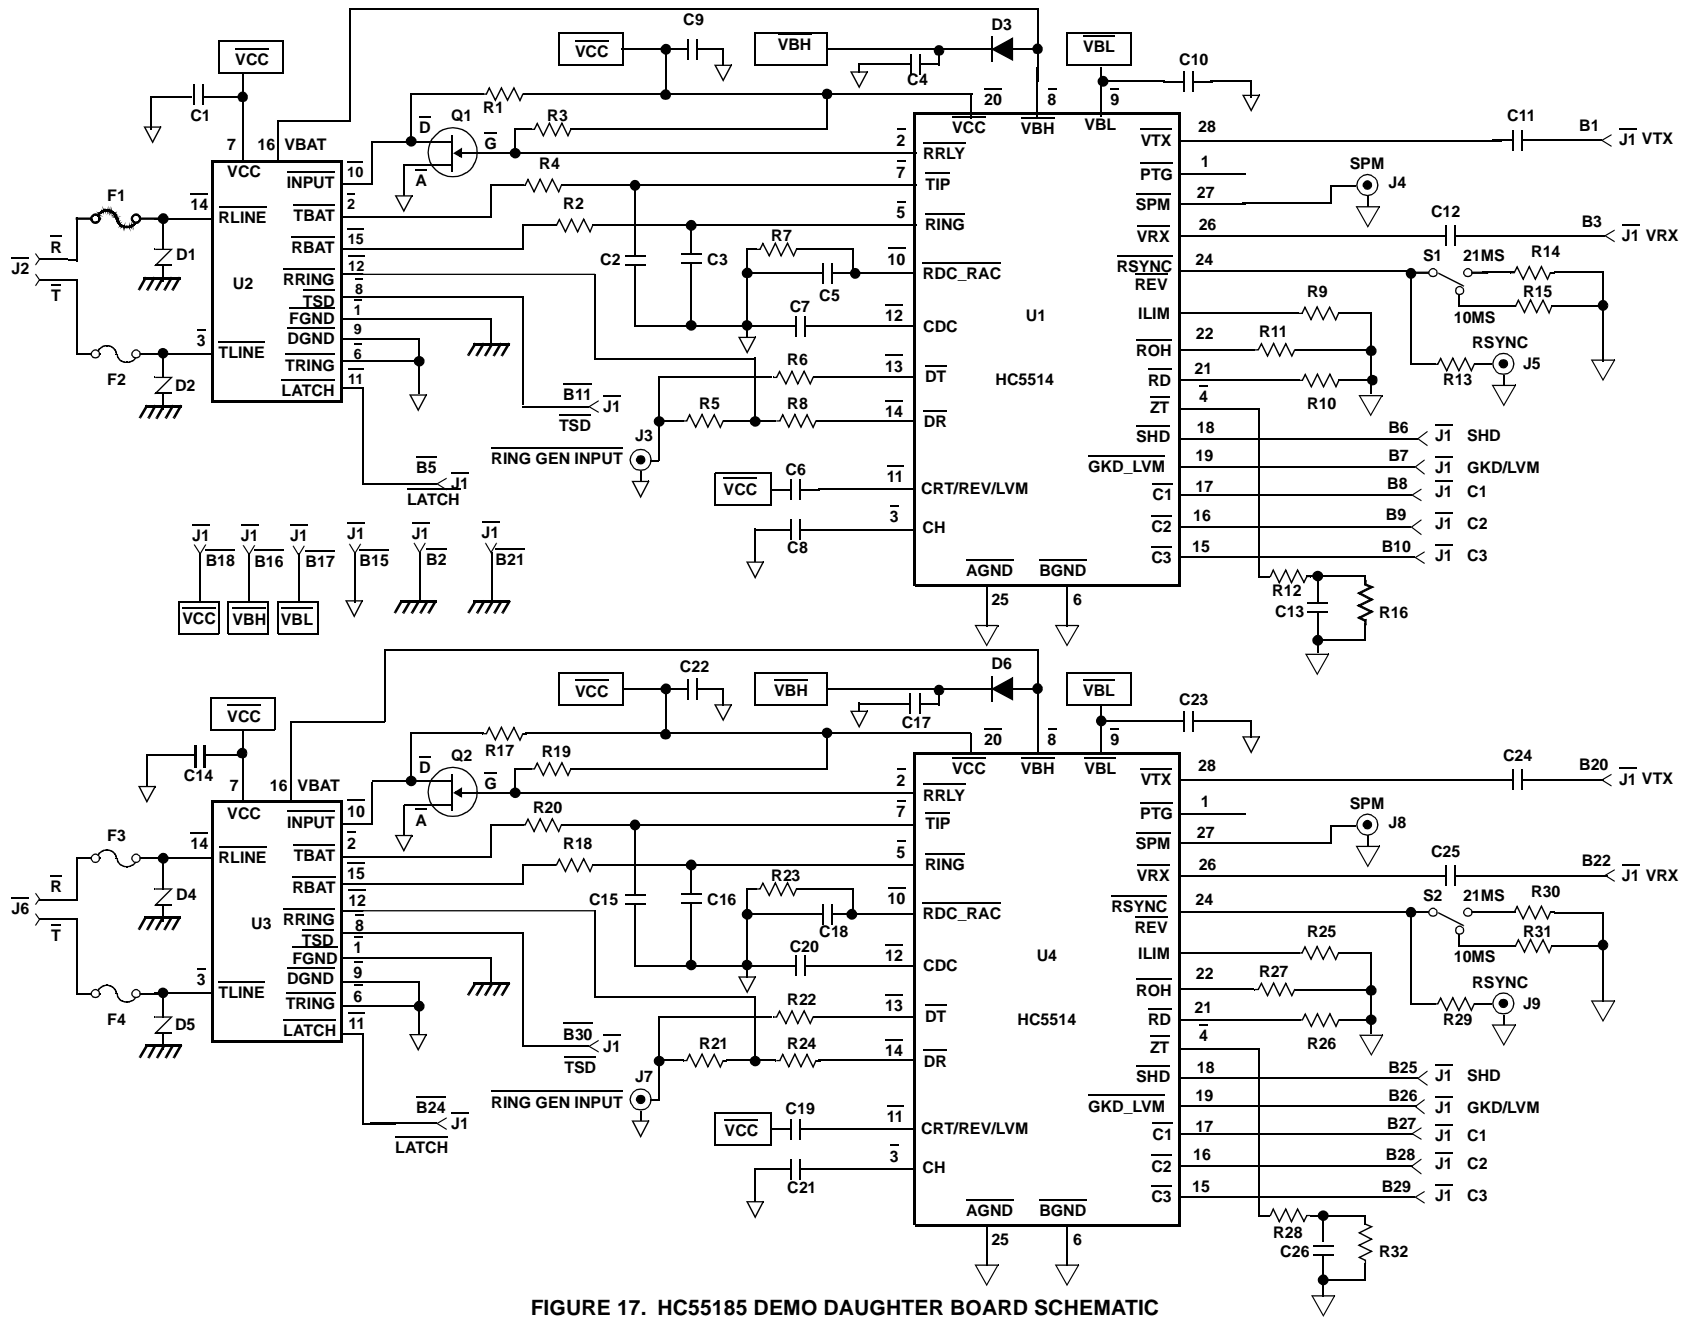 C9
D3
VCC
VCC
VBH
VBL
C10
C4
C1
R1
20
8
9
C11
B1
7
16 VBAT
D
Q1
G
R3
2
VCC
VBH
VBL
VTX
28
J1 VTX
VCC
INPUT
10
A
R4
RRLY
7
PTG
1
SPM
J4
F1
14
RLINE
TBAT
2
R2
TIP
5
SPM
27
C12
B3
RBAT
15
RING
VRX
26
J1 VRX
R
J2
T
D1
U2
RRING
12
C2
C3
R7
C5
10
RDC_RAC
RSYNC
REV
24
S1
21MS
R14
R15
10MS
TSD
8
FGND
1
C7
12
CDC
U1
ILIM
R9
DGND
9
3
TLINE
TRING
6
R6
13
HC5514
ROH
22
R11
RSYNC
J5
R13
F2
D2
LATCH
11
DT
RD
21
R10
B11
J1
TSD
R5
R8
14
DR
ZT
4
J3
RING GEN INPUT
SHD
18
B6
J1 SHD
B5
J1
LATCH
VCC
C6
11
CRT/REV/LVM
GKD_LVM
19
B7
J1 GKD/LVM
C1
17
B8
J1 C1
C8
3
CH
C2
16
B9
J1 C2
C3
15
B10
J1 C3
J1
J1
J1
J1
J1
J1
B18
B16
B17
B15
B2
B21
VCC
VBH
VBL
AGND
BGND
25
6
R12
C13
R16
C22
D6
VCC
VCC
VBH
VBL
C23
C17
C14
R17
20
8
9
C24
B20
7
16 VBAT
D
Q2
G
R19
2
VCC
VBH
VBL
VTX
28
J1 VTX
VCC
INPUT
10
A
R20
RRLY
7
PTG
1
SPM
J8
F3
14
RLINE
TBAT
2
R18
TIP
5
SPM
27
C25
B22
RBAT
15
RING
VRX
26
J1 VRX
R
J6
T
D4
U3
RRING
12
C15
C16
R23
C18
10
RDC_RAC
RSYNC
REV
24
S2
21MS
R30
R31
10MS
TSD
8
FGND
1
C20
12
CDC
U4
ILIM
R25
DGND
9
3
TLINE
TRING
6
R22
13
HC5514
ROH
22
R27
RSYNC
J9
R29
F4
D5
LATCH
11
DT
RD
21
R26
B30
J1
TSD
R21
R24
14
DR
ZT
4
J7
RING GEN INPUT
SHD
18
B25
J1 SHD
B24
J1
LATCH
VCC
C19
11
CRT/REV/LVM
GKD_LVM
19
B26
J1 GKD/LVM
C1
17
B27
J1 C1
C21
3
CH
C2
16
B28
J1 C2
C3
15
B29
J1 C3
AGND
BGND
25
6
R28
C26
R32
FIGURE 17. HC55185 DEMO DAUGHTER BOARD SCHEMATIC